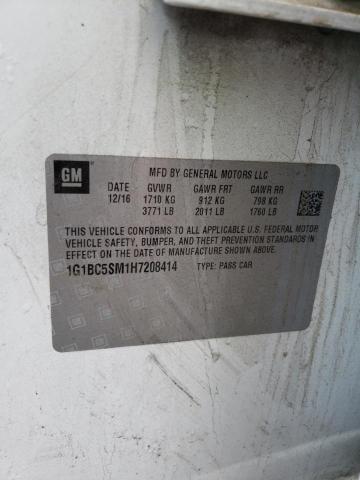 GM
MFD BY GENERAL MOTORS LLC
DATE GVWR GAWR FRT GAWR RR
12/16 1710 KG 912 KG 798 KG
3771 LB 2011 LB 1760 LB
THIS VEHICLE CONFORMS TO ALL APPLICABLE U.S. FEDERAL MOTOR
VEHICLE SAFETY, BUMPER, AND THEFT PREVENTION STANDARDS IN
EFFECT ON THE DATE OF MANUFACTURE SHOWN ABOVE.
1G1BC5SM1H7208414 TYPE: PASS CAR